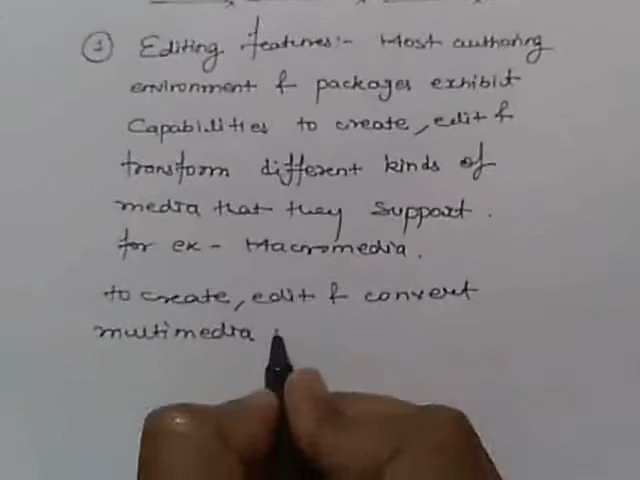 ① Editing features:- Most authoring
environment & packages exhibit
Capabilities to create, edit &
transform different kinds of
media that they support.
for ex - Macromedia.
to create, edit & convert
multimedia